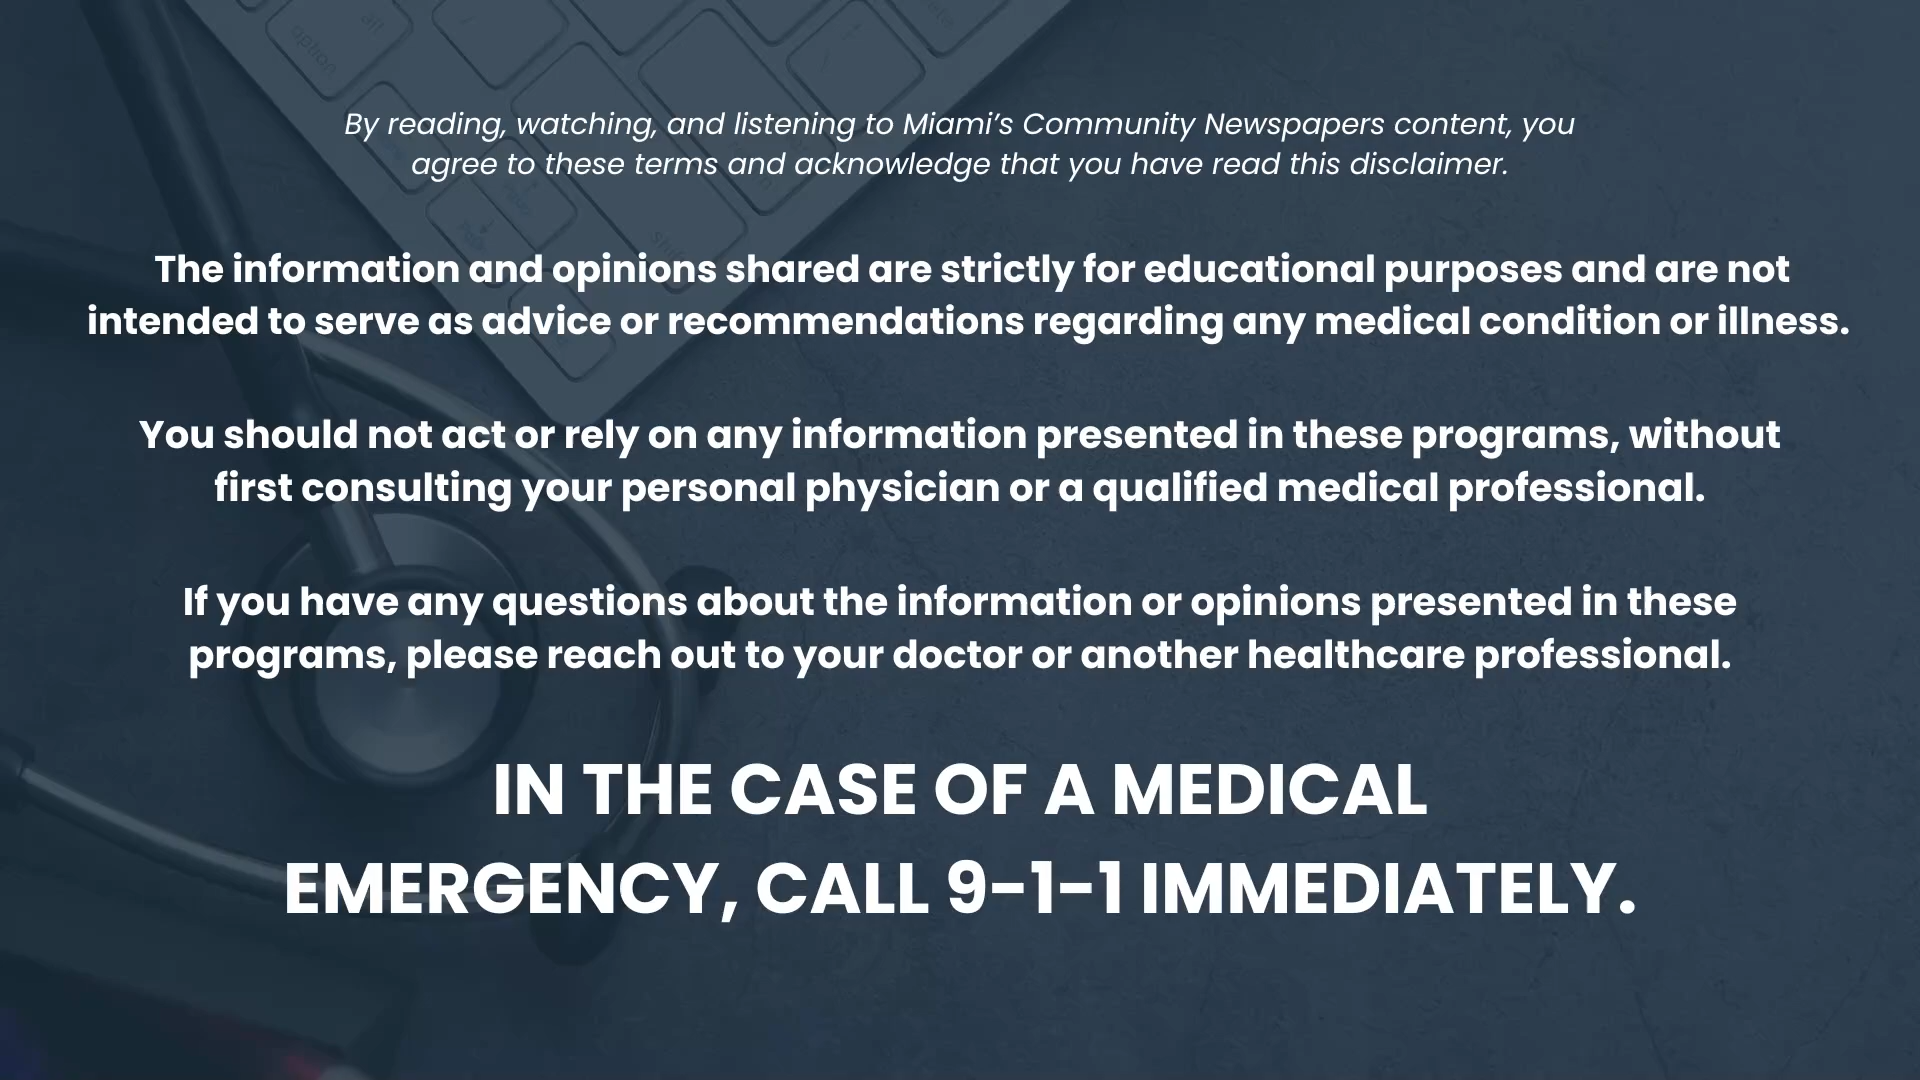 alt
option
By reading, watching, and listening to Miami’s Community Newspapers content, you
agree to these terms and acknowledge that you have read this disclaimer.
The information and opinions shared are strictly for educational purposes and are not
intended to serve as advice or recommendations regarding any medical condition or illness.
You should not act or rely on any information presented in these programs, without
first consulting your personal physician or a qualified medical professional.
If you have any questions about the information or opinions presented in these
programs, please reach out to your doctor or another healthcare professional.
IN THE CASE OF A MEDICAL
EMERGENCY, CALL 9-1-1 IMMEDIATELY.